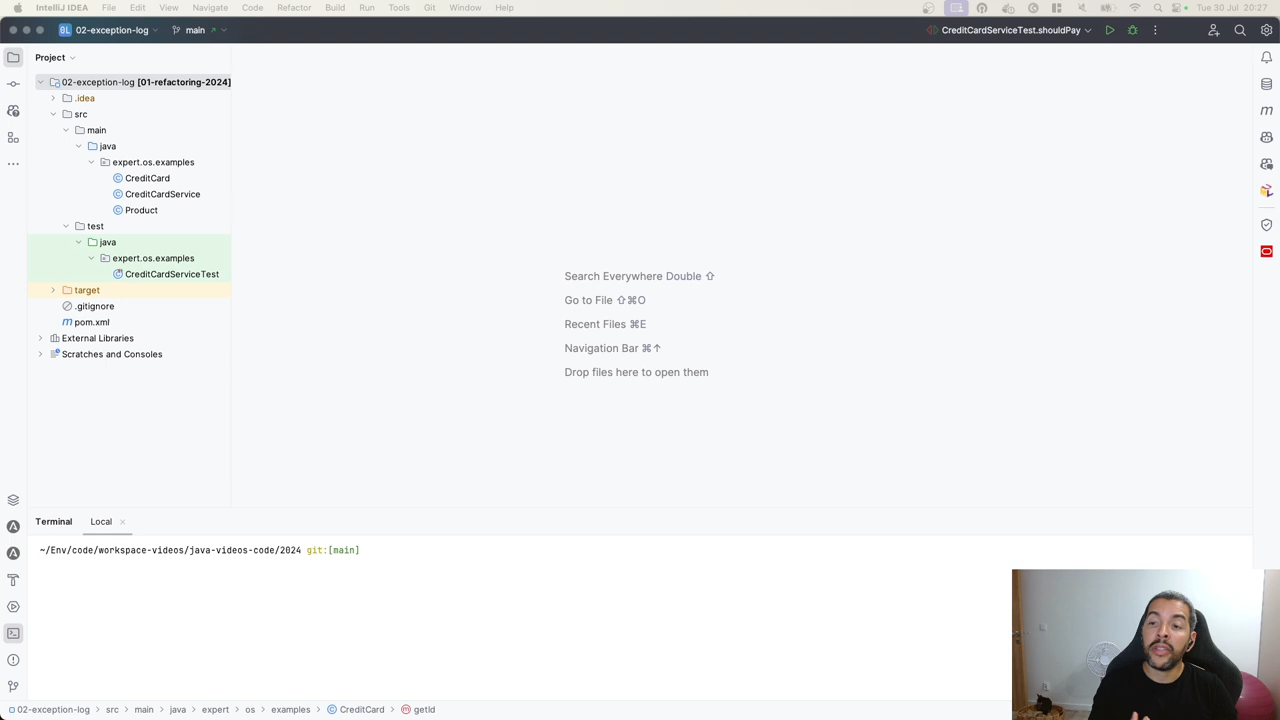 IntelliJ IDEA File Edit View Navigate Code Refactor Build Run Tools Git Window Help Tue 30 Jul 20:27
0L 02-exception-log main CreditCardServiceTest.shouldPay
Project
02-exception-log [01-refactoring-2024]
.idea
src
main
java
expert.os.examples
CreditCard
CreditCardService
Product
test
java
expert.os.examples
CreditCardServiceTest
target
.gitignore
pom.xml
External Libraries
Scratches and Consoles
Search Everywhere Double ⇧
Go to File ⇧⌘O
Recent Files ⌘E
Navigation Bar ⌘↑
Drop files here to open them
Terminal Local
~/Env/code/workspace-videos/java-videos-code/2024 git:[main]
02-exception-log > src > main > java > expert > os > examples > CreditCard > getId